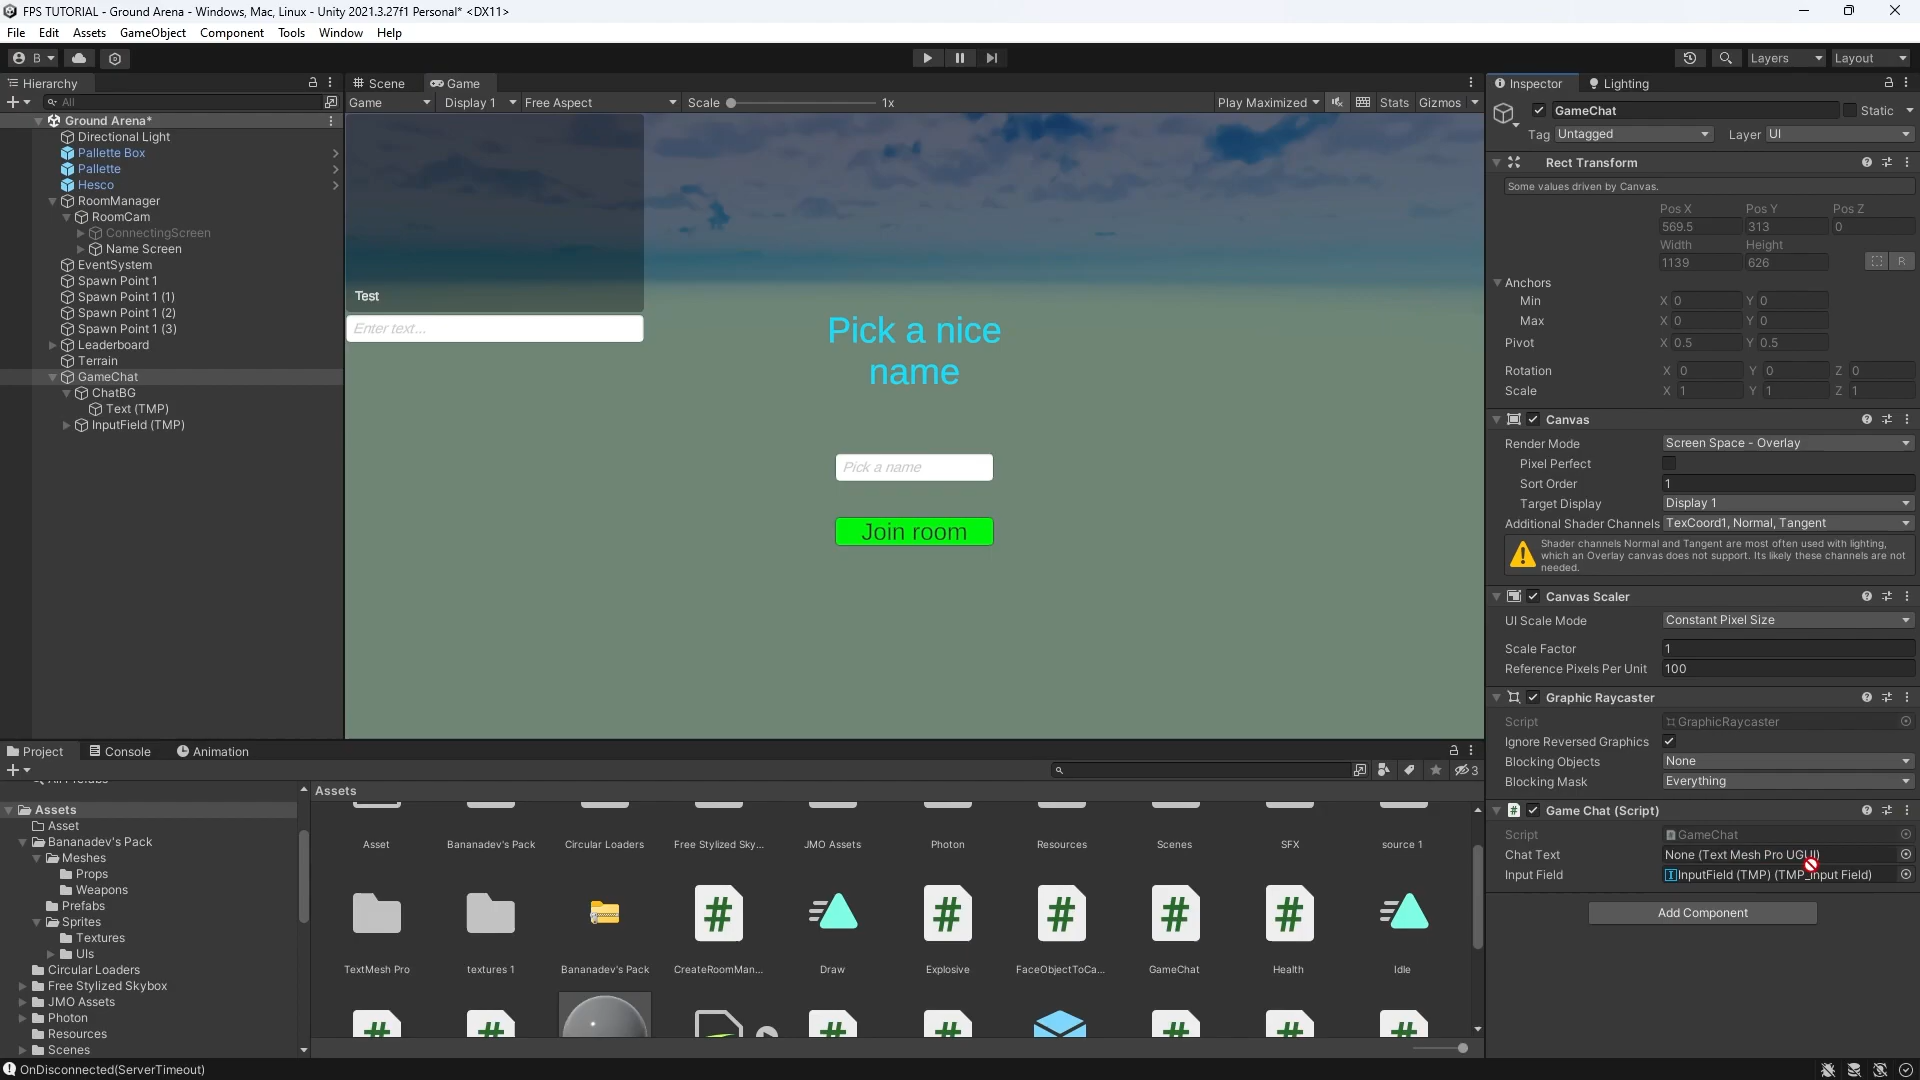 FPS TUTORIAL - Ground Arena - Windows, Mac, Linux - Unity 2021.3.27f1 Personal* <DX11>
File Edit Assets GameObject Component Tools Window Help
B
Layers Layout
Hierarchy
All
Ground Arena*
Directional Light
Pallette Box
Pallette
Hesco
RoomManager
RoomCam
ConnectingScreen
Name Screen
EventSystem
Spawn Point 1
Spawn Point 1 (1)
Spawn Point 1 (2)
Spawn Point 1 (3)
Leaderboard
Terrain
GameChat
ChatBG
Text (TMP)
InputField (TMP)
Scene Game
Game Display 1 Free Aspect Scale 1x Play Maximized Stats Gizmos
Test
Enter text...
Pick a nice
name
Pick a name
Join room
Inspector Lighting
GameChat Static
Tag Untagged Layer UI
Rect Transform
Some values driven by Canvas.
Pos X Pos Y Pos Z
569.5 313 0
Width Height
1139 626
R
Anchors
Min X 0 Y 0
Max X 0 Y 0
Pivot X 0.5 Y 0.5
Rotation X 0 Y 0 Z 0
Scale X 1 Y 1 Z 1
Canvas
Render Mode Screen Space - Overlay
Pixel Perfect
Sort Order 1
Target Display Display 1
Additional Shader Channels TexCoord1, Normal, Tangent
Shader channels Normal and Tangent are most often used with lighting,
which an Overlay canvas does not support. Its likely these channels are not
needed.
Canvas Scaler
UI Scale Mode Constant Pixel Size
Scale Factor 1
Reference Pixels Per Unit 100
Graphic Raycaster
Script GraphicRaycaster
Ignore Reversed Graphics
Blocking Objects None
Blocking Mask Everything
Game Chat (Script)
Script GameChat
Chat Text None (Text Mesh Pro UGUI)
Input Field InputField (TMP) (TMP_Input Field)
Add Component
Project Console Animation
3
Assets
Asset
Bananadev's Pack
Meshes
Props
Weapons
Prefabs
Sprites
Textures
UIs
Circular Loaders
Free Stylized Skybox
JMO Assets
Photon
Resources
Scenes
Assets
Asset Bananadev's Pack Circular Loaders Free Stylized Sky... JMO Assets Photon Resources Scenes SFX source 1
TextMesh Pro textures 1 Bananadev's Pack CreateRoomMan... Draw Explosive FaceObjectToCa... GameChat Health Idle
OnDisconnected(ServerTimeout)